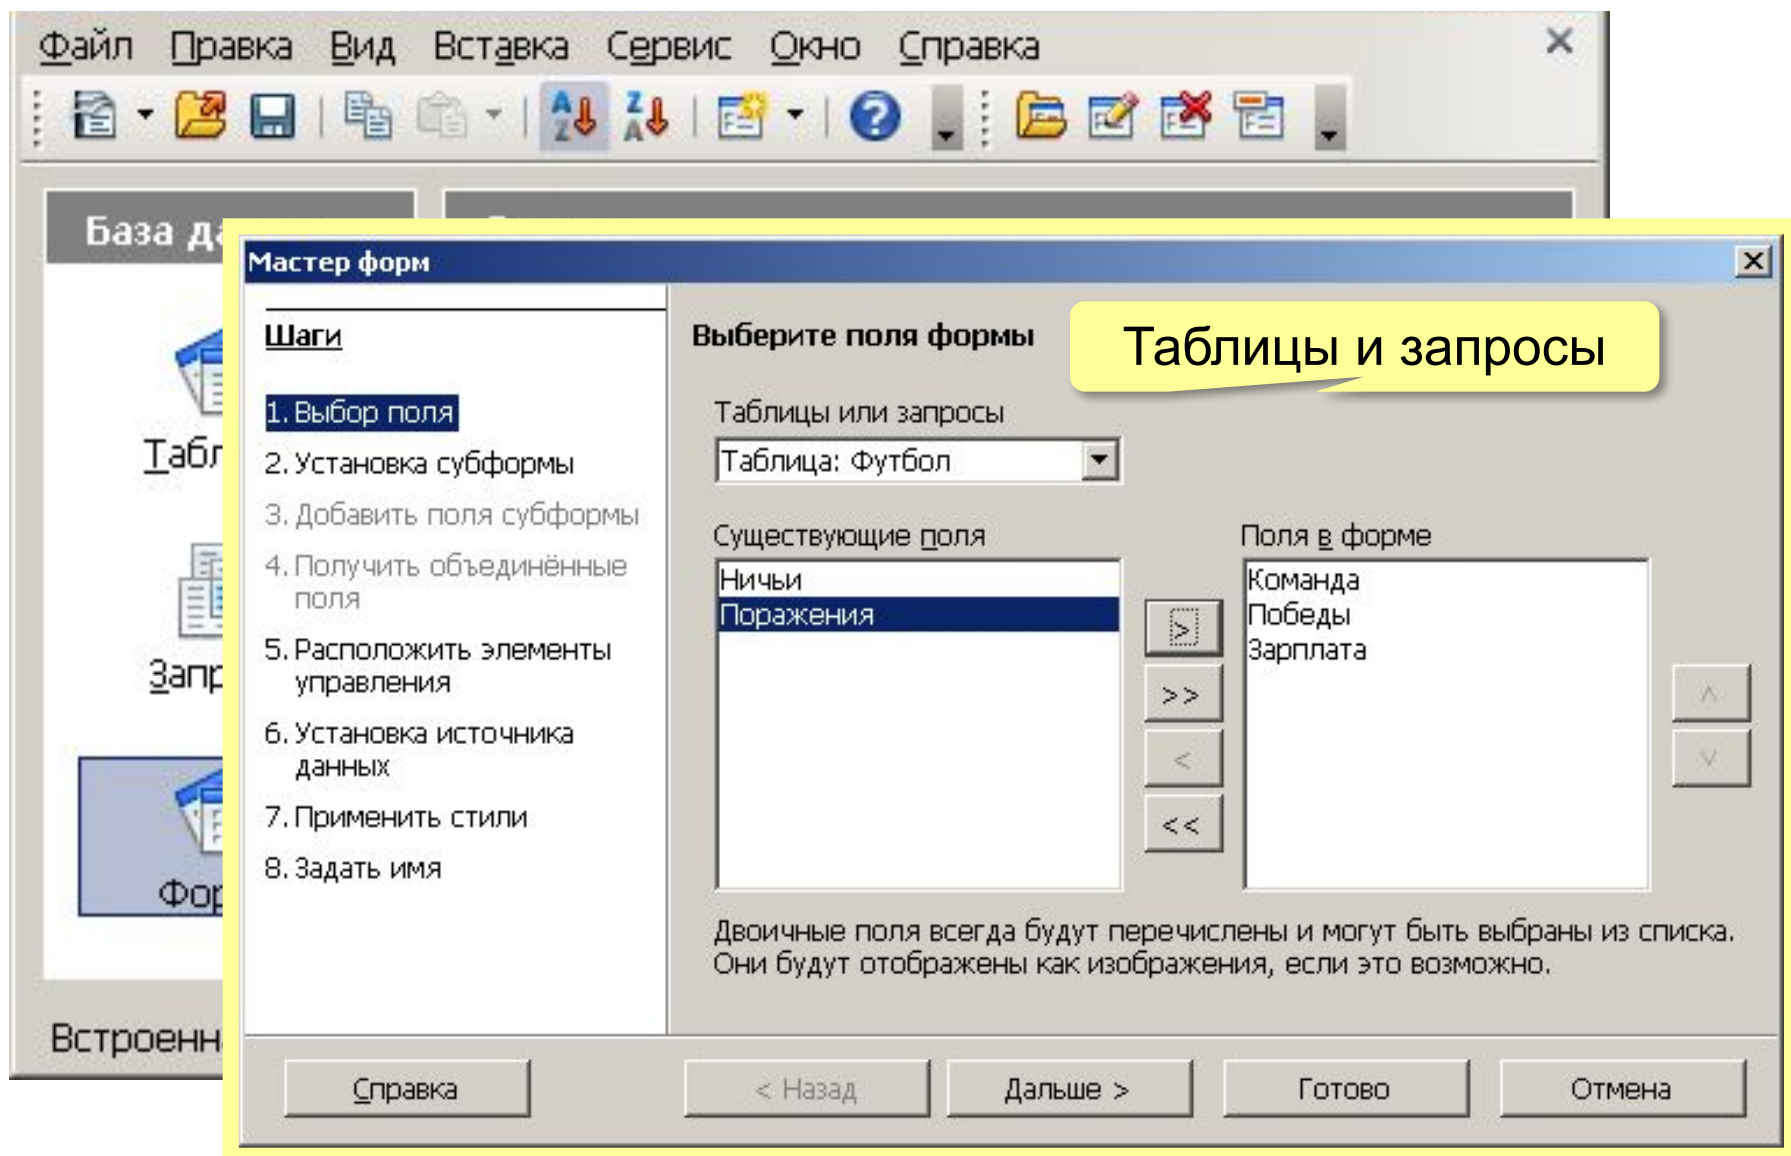 Файл Правка Вид Вставка Сервис Окно Справка
База
Мастер форм
Шаги
1. Выбор поля
2. Установка субформы
3. Добавить поля субформы
4. Получить объединённые
поля
5. Расположить элементы
управления
6. Установка источника
данных
7. Применить стили
8. Задать имя
Выберите поля формы
Таблицы и запросы
Таблицы или запросы
Таблица: Футбол
Существующие поля
Ничьи
Поражения
>
>>
<
<<
Поля в форме
Команда
Победы
Зарплата
Двоичные поля всегда будут перечислены и могут быть выбраны из списка.
Они будут отображены как изображения, если это возможно.
Справка
< Назад
Дальше >
Готово
Отмена